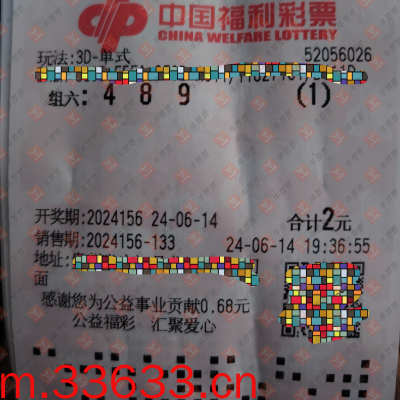 中国福利彩票
CHINA WELFARE LOTTERY
玩法:3D-单式 52056026
组六: 4 8 9 (1)
开奖期:2024156 24-06-14 合计2元
销售期:2024156-133 24-06-14 19:36:55
地址:
面
感谢您为公益事业贡献0.68元
公益福彩 汇聚爱心
m.33633.cn